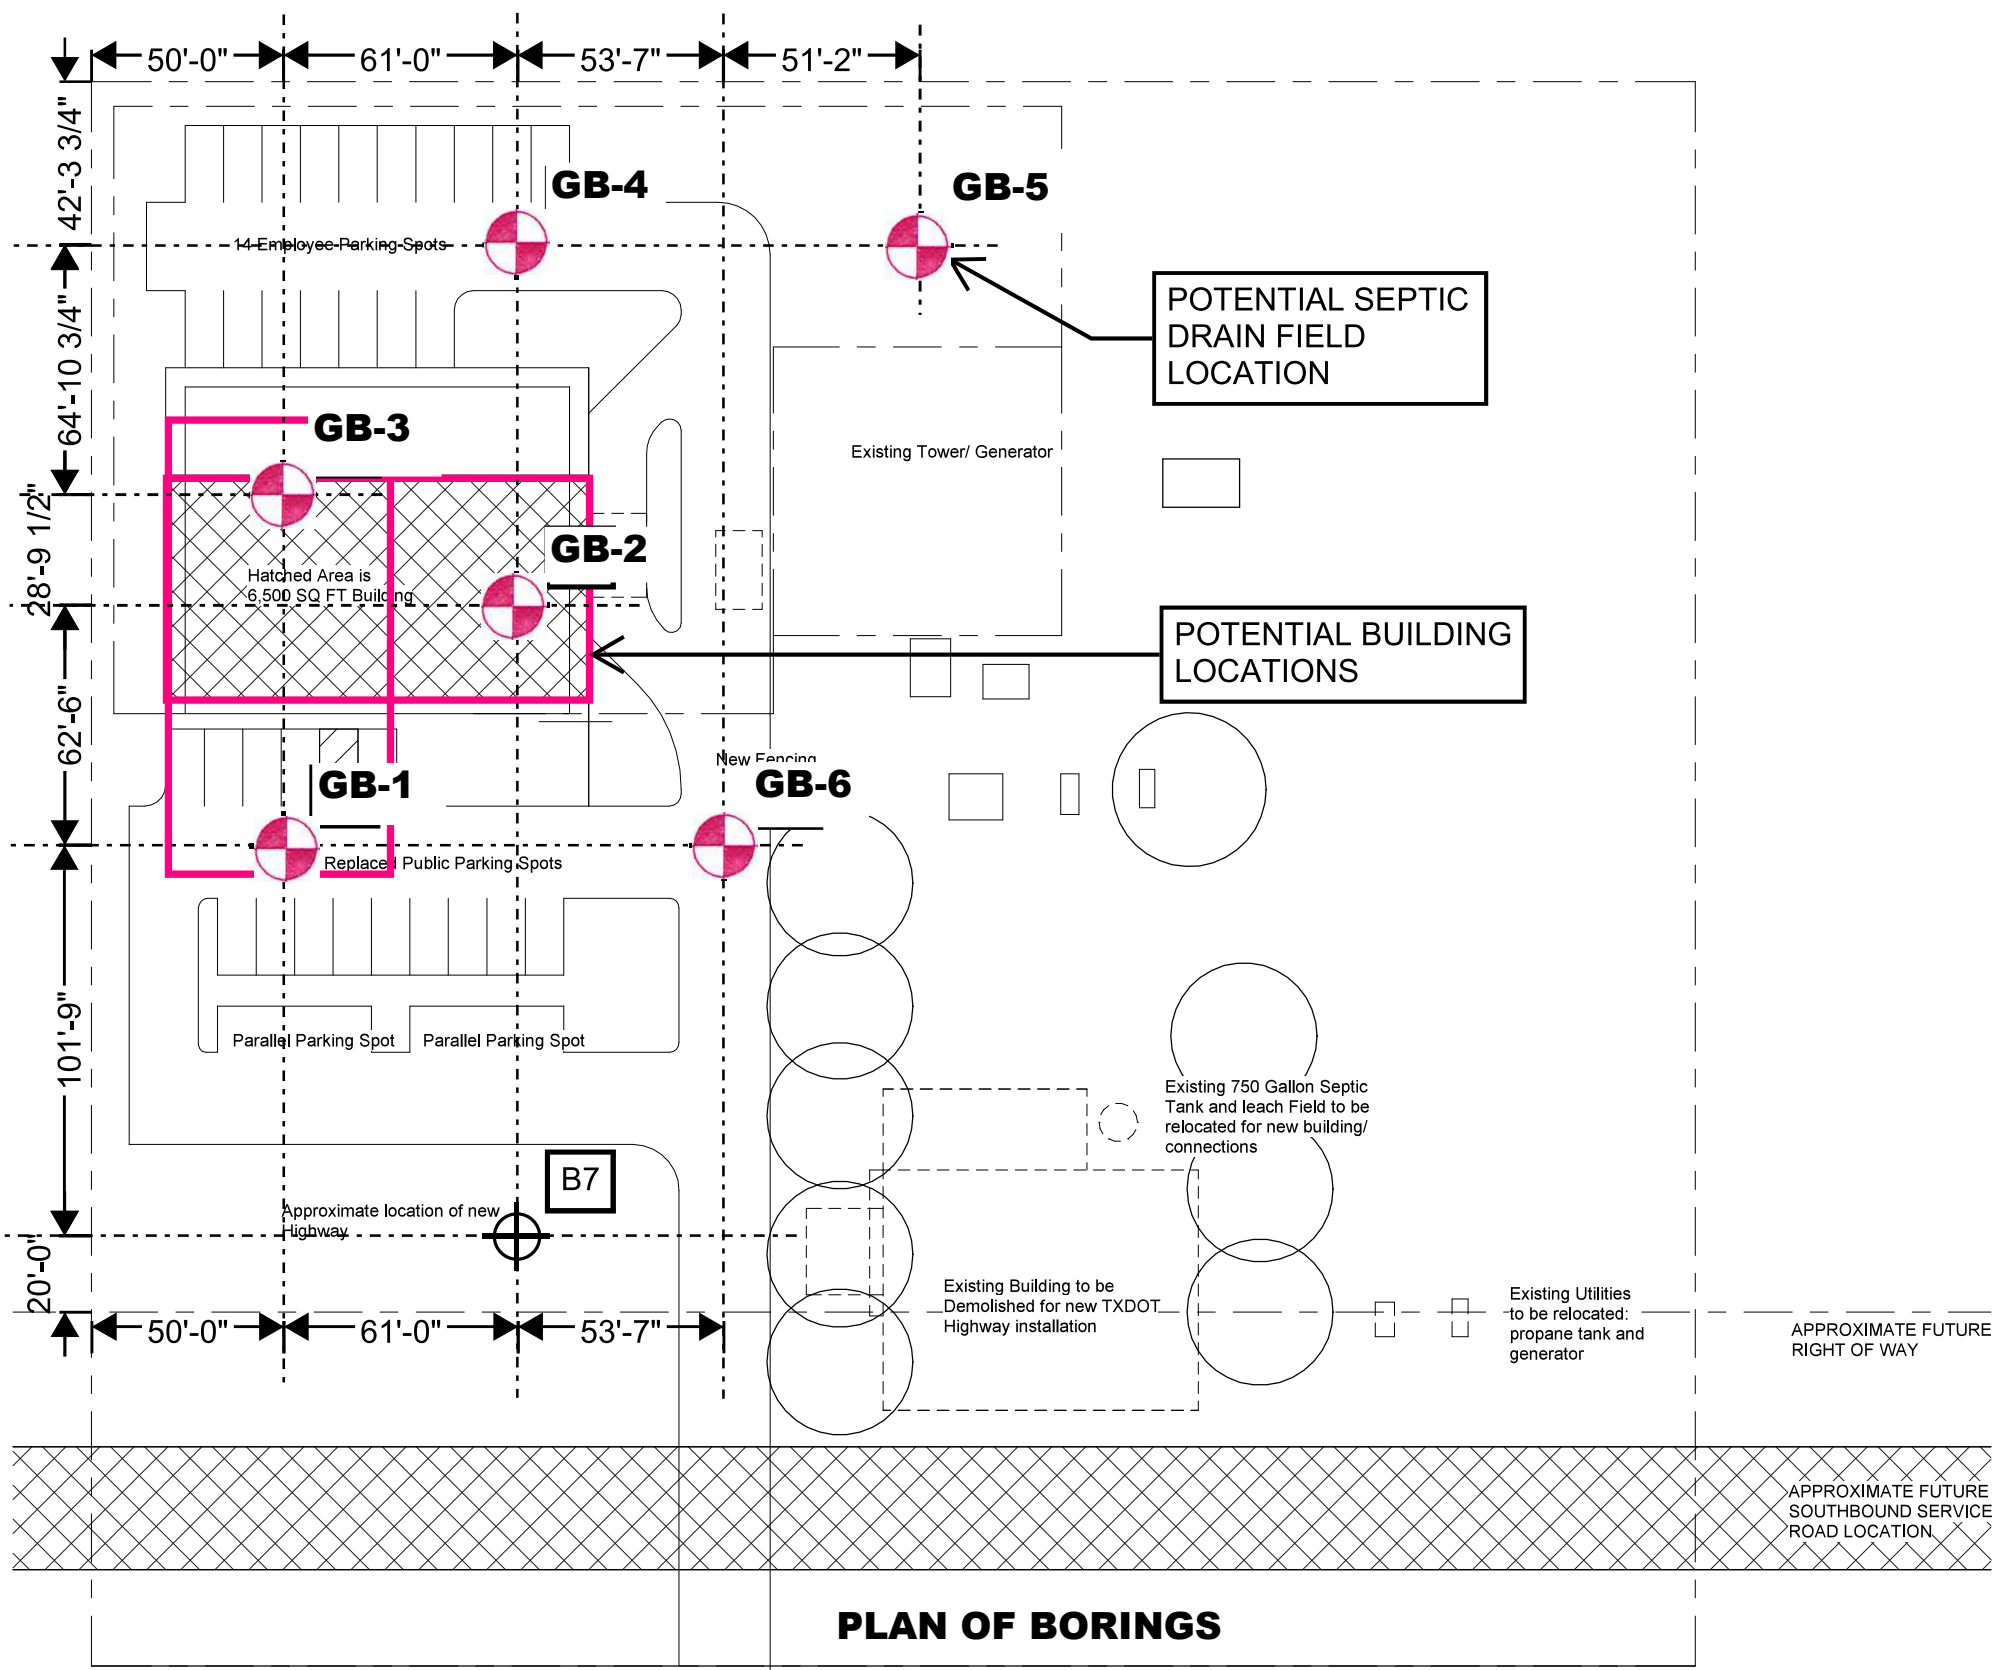 50'-0"
61'-0"
53'-7"
51'-2"
42'-3 3/4"
GB-4
GB-5
14 Employee Parking Spots
POTENTIAL SEPTIC
DRAIN FIELD
LOCATION
64'-10 3/4"
GB-3
Existing Tower/ Generator
28'-9 1/2"
GB-2
Hatched Area is
6,500 SQ FT Building
POTENTIAL BUILDING
LOCATIONS
62'-6"
New Fencing
GB-1
GB-6
Replaced Public Parking Spots
101'-9"
Parallel Parking Spot
Parallel Parking Spot
Existing 750 Gallon Septic
Tank and leach Field to be
relocated for new building/
connections
B7
Approximate location of new
Highway
20'-0"
Existing Building to be
Demolished for new TXDOT
Highway installation
Existing Utilities
to be relocated:
propane tank and
generator
50'-0"
61'-0"
53'-7"
APPROXIMATE FUTURE
RIGHT OF WAY
APPROXIMATE FUTURE
SOUTHBOUND SERVICE
ROAD LOCATION
PLAN OF BORINGS